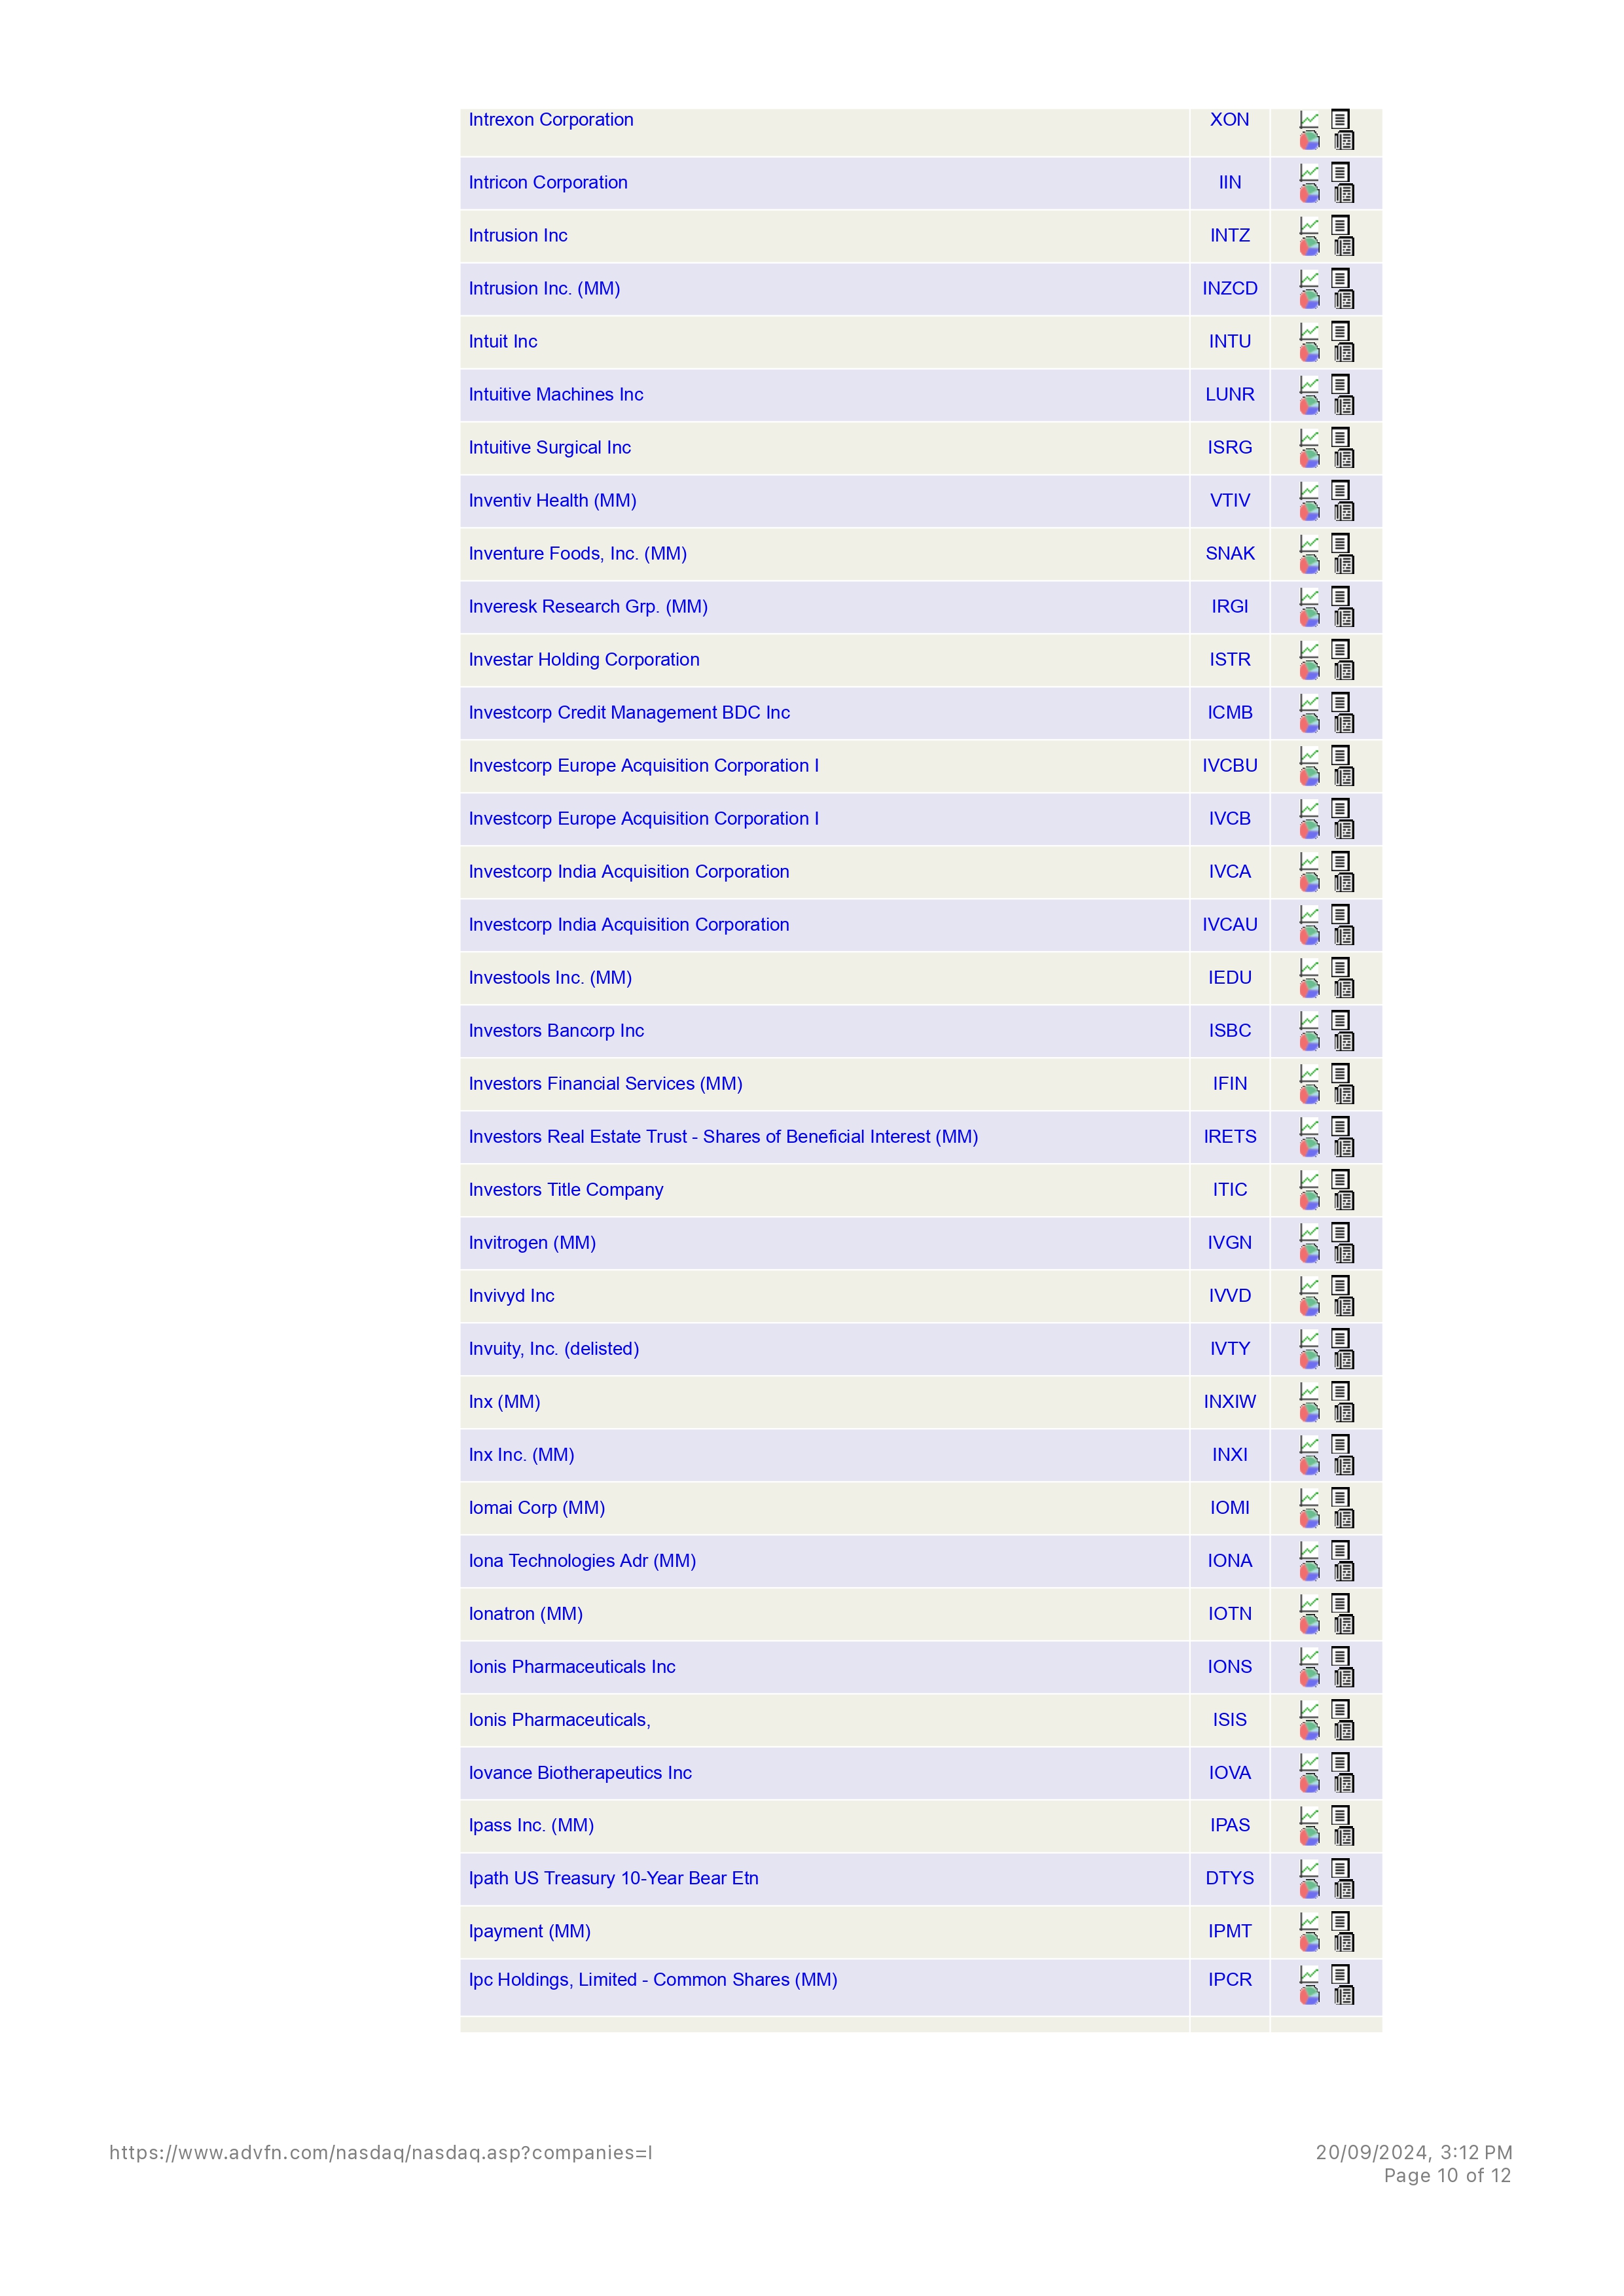 Intrexon Corporation XON
Intricon Corporation IIN
Intrusion Inc INTZ
Intrusion Inc. (MM) INZCD
Intuit Inc INTU
Intuitive Machines Inc LUNR
Intuitive Surgical Inc ISRG
Inventiv Health (MM) VTIV
Inventure Foods, Inc. (MM) SNAK
Inveresk Research Grp. (MM) IRGI
Investar Holding Corporation ISTR
Investcorp Credit Management BDC Inc ICMB
Investcorp Europe Acquisition Corporation I IVCBU
Investcorp Europe Acquisition Corporation I IVCB
Investcorp India Acquisition Corporation IVCA
Investcorp India Acquisition Corporation IVCAU
Investools Inc. (MM) IEDU
Investors Bancorp Inc ISBC
Investors Financial Services (MM) IFIN
Investors Real Estate Trust - Shares of Beneficial Interest (MM) IRETS
Investors Title Company ITIC
Invitrogen (MM) IVGN
Invivyd Inc IVVD
Invuity, Inc. (delisted) IVTY
Inx (MM) INXIW
Inx Inc. (MM) INXI
Iomai Corp (MM) IOMI
Iona Technologies Adr (MM) IONA
Ionatron (MM) IOTN
Ionis Pharmaceuticals Inc IONS
Ionis Pharmaceuticals, ISIS
Iovance Biotherapeutics Inc IOVA
Ipass Inc. (MM) IPAS
Ipath US Treasury 10-Year Bear Etn DTYS
Ipayment (MM) IPMT
Ipc Holdings, Limited - Common Shares (MM) IPCR
https://www.advfn.com/nasdaq/nasdaq.asp?companies=I 20/09/2024, 3:12 PM
Page 10 of 12